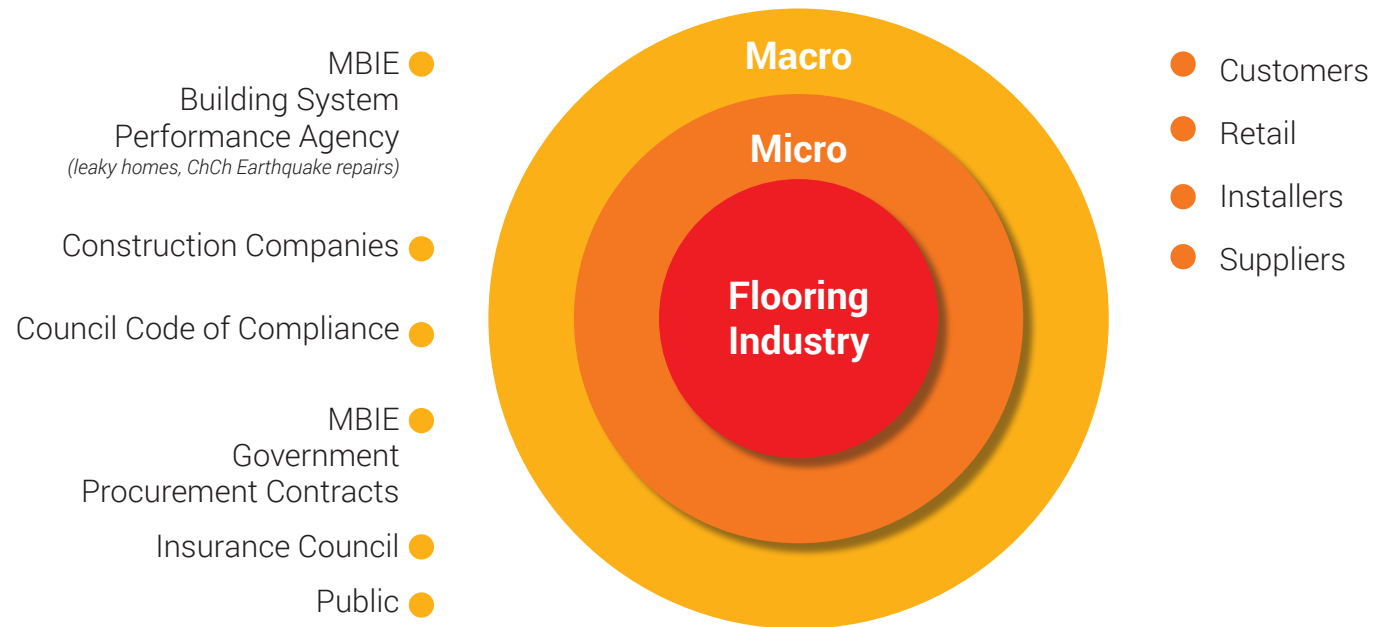 MBIE
Building System
Performance Agency
(leaky homes, ChCh Earthquake repairs)
Construction Companies
Council Code of Compliance
MBIE
Government
Procurement Contracts
Insurance Council
Public
Macro
Micro
Flooring
Industry
Customers
Retail
Installers
Suppliers